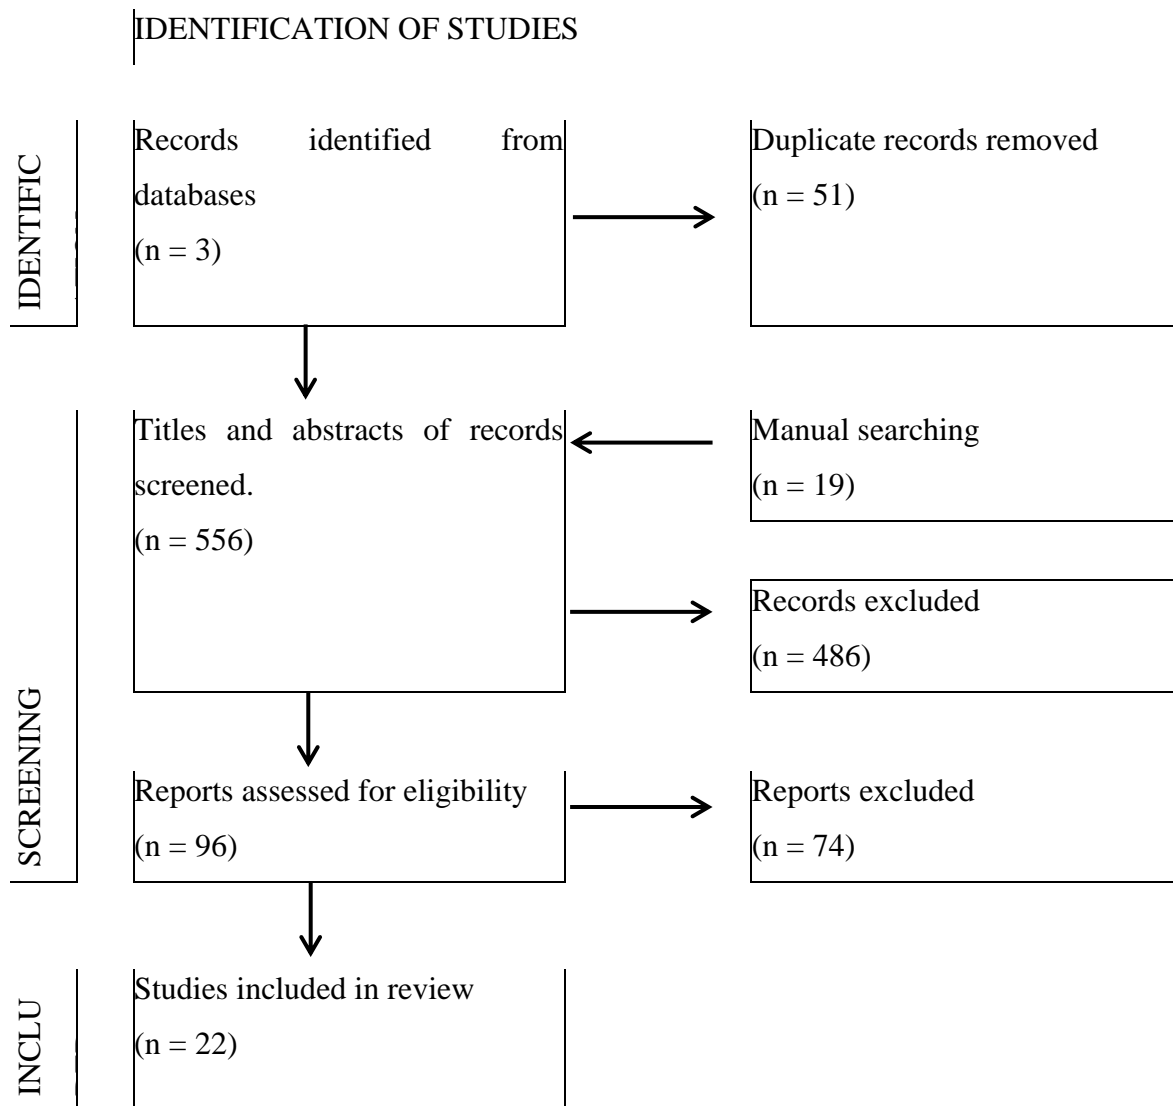 IDENTIFICATION OF STUDIES
IDENTIFIC
Records identified from
databases
(n = 3)
Duplicate records removed
(n = 51)
SCREENING
Titles and abstracts of records
screened.
(n = 556)
Manual searching
(n = 19)
Records excluded
(n = 486)
Reports assessed for eligibility
(n = 96)
Reports excluded
(n = 74)
INCLU
Studies included in review
(n = 22)